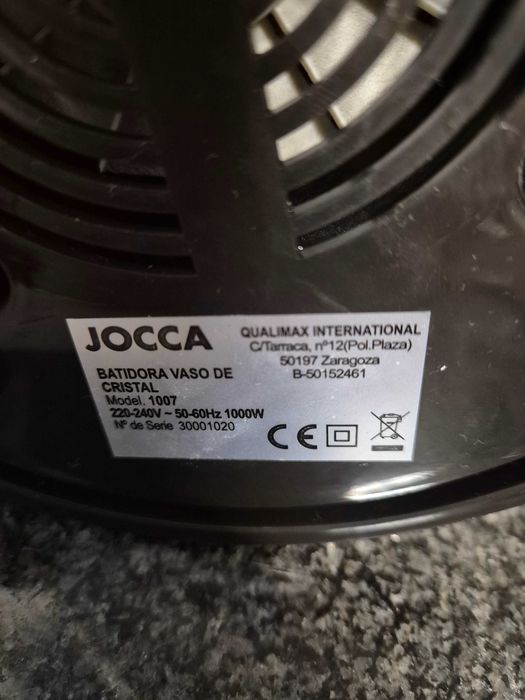 JOCCA
BATIDORA VASO DE
CRISTAL
Model. 1007
220-240V ~ 50-60Hz 1000W
Nº de Serie 30001020
QUALIMAX INTERNATIONAL
C/Tarraca, nº12(Pol.Plaza)
50197 Zaragoza
B-50152461
CE